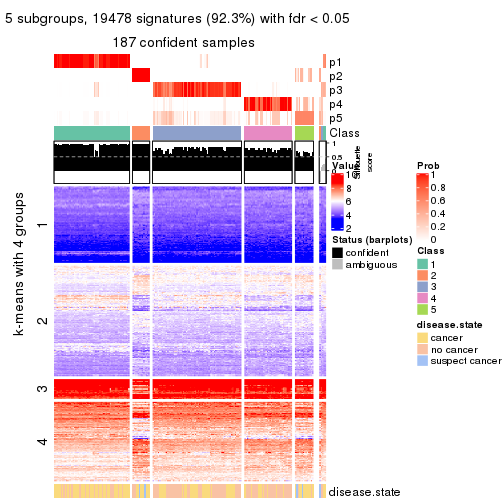 5 subgroups, 19478 signatures (92.3%) with fdr < 0.05
187 confident samples
p1
p2
p3
p4
p5
Class
1
0.5
0
Silhouette
score
k-means with 4 groups
1
2
3
4
disease.state
Value
10
8
6
4
2
Status (barplots)
confident
ambiguous
Prob
1
0.8
0.6
0.4
0.2
0
Class
1
2
3
4
5
disease.state
cancer
no cancer
suspect cancer